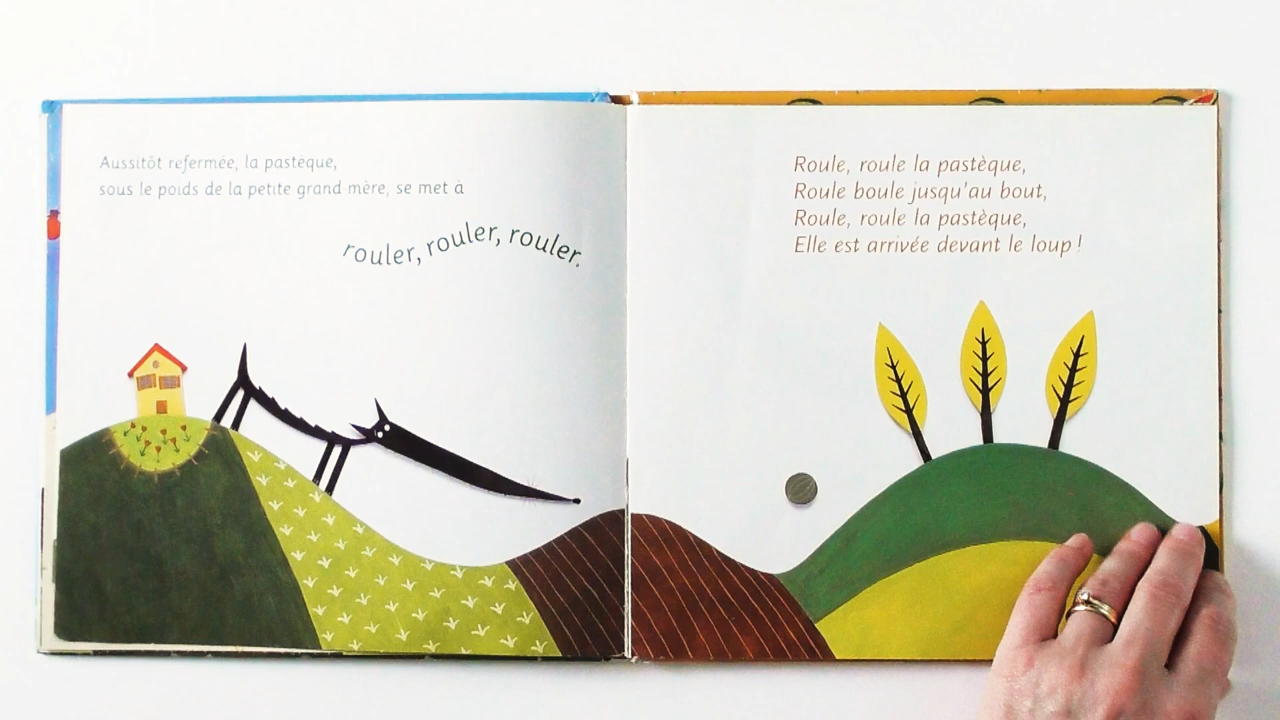 Aussitôt refermée, la pastèque,
sous le poids de la petite grand-mère, se met à
rouler, rouler, rouler.
Roule, roule la pastèque,
Roule boule jusqu'au bout,
Roule, roule la pastèque,
Elle est arrivée devant le loup !